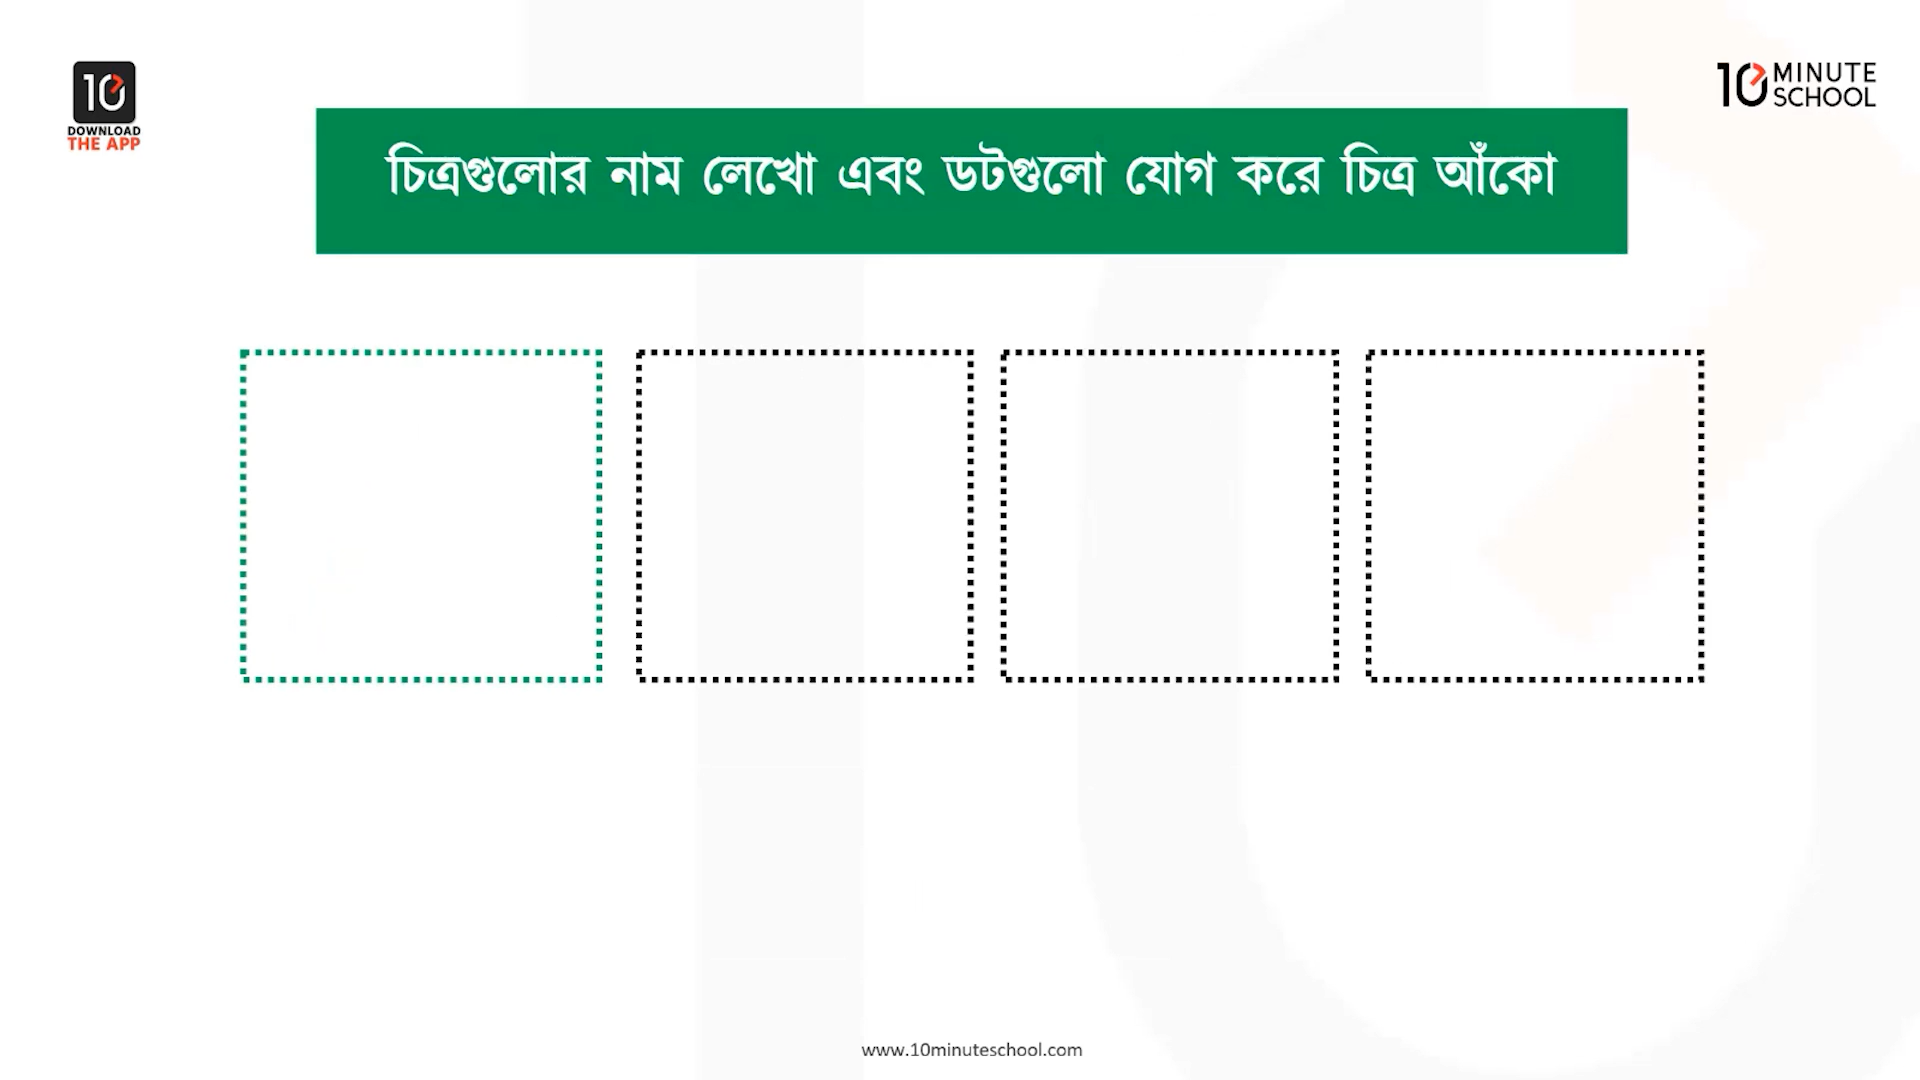 10
DOWNLOAD
THE APP
10 MINUTE
SCHOOL
চিত্রগুলোর নাম লেখো এবং ডটগুলো যোগ করে চিত্র আঁকো
www.10minuteschool.com